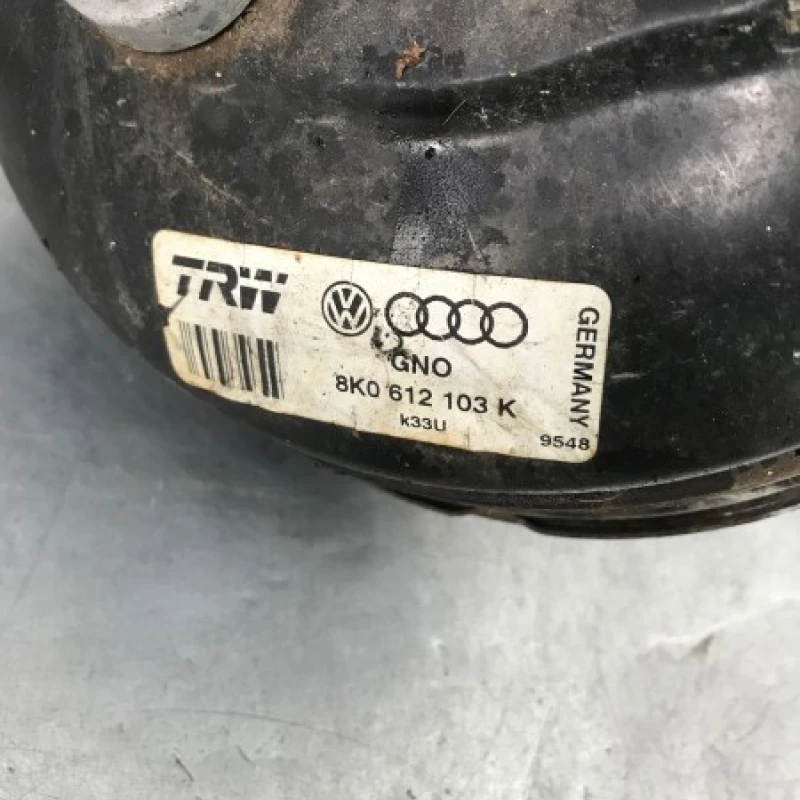 TRW
GNO
8K0 612 103 K
k33U
9548
GERMANY